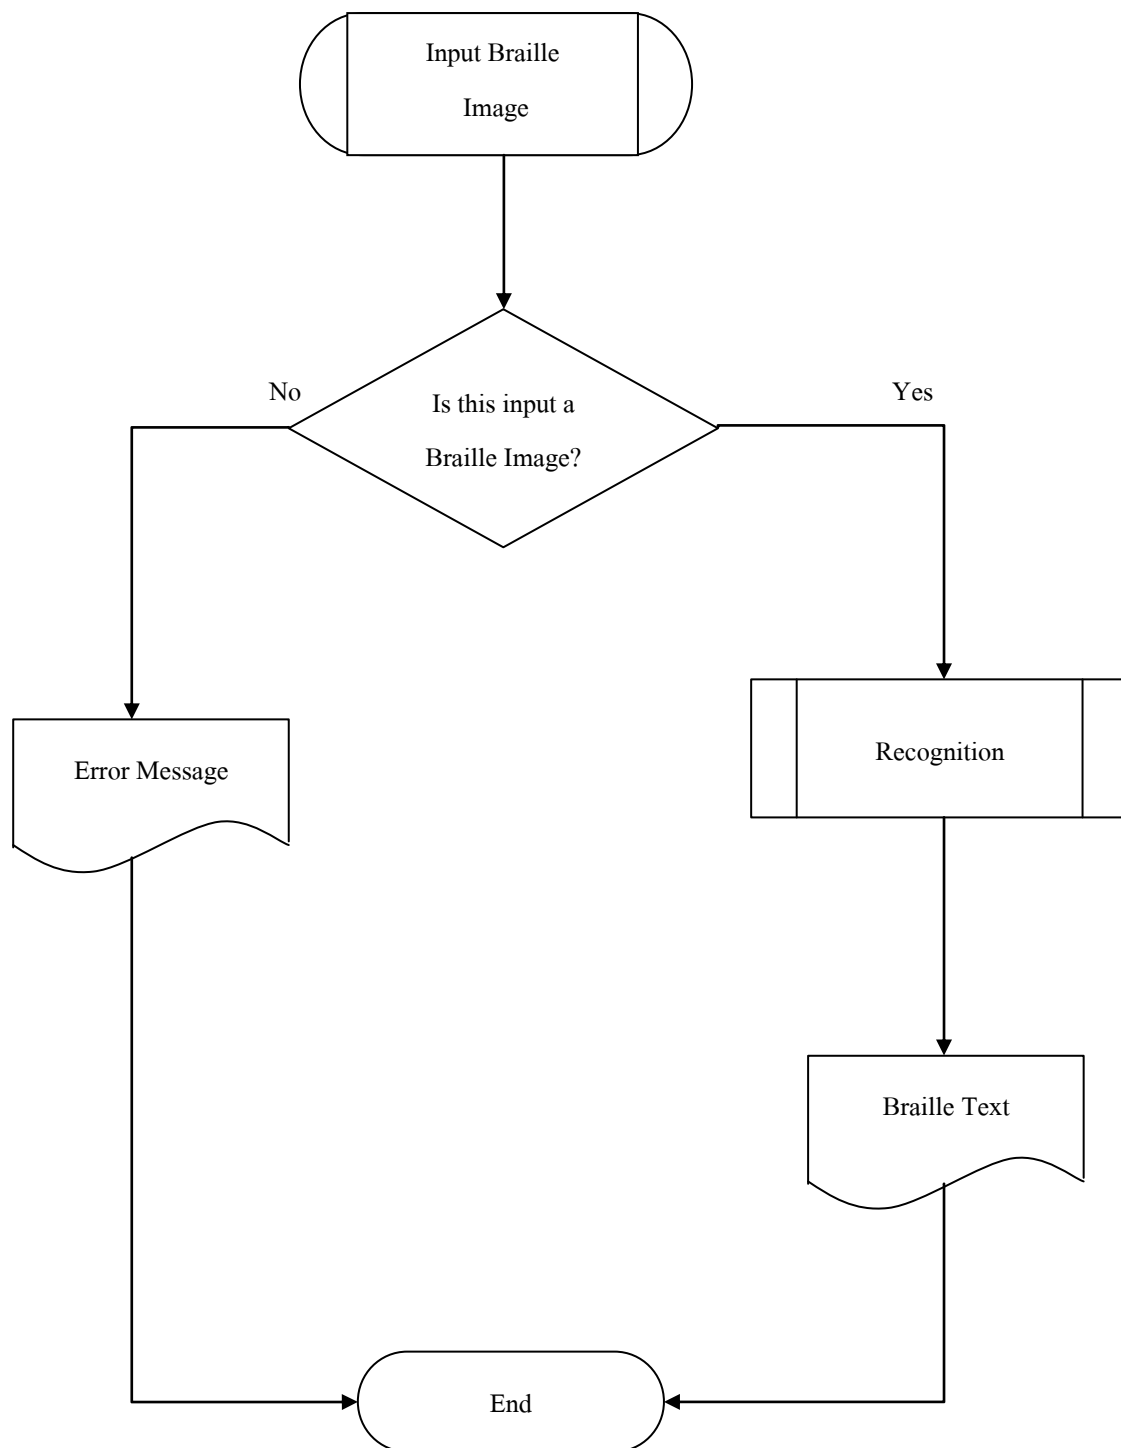 Input Braille
Image
No
Yes
Is this input a
Braille Image?
Error Message
Recognition
Braille Text
End